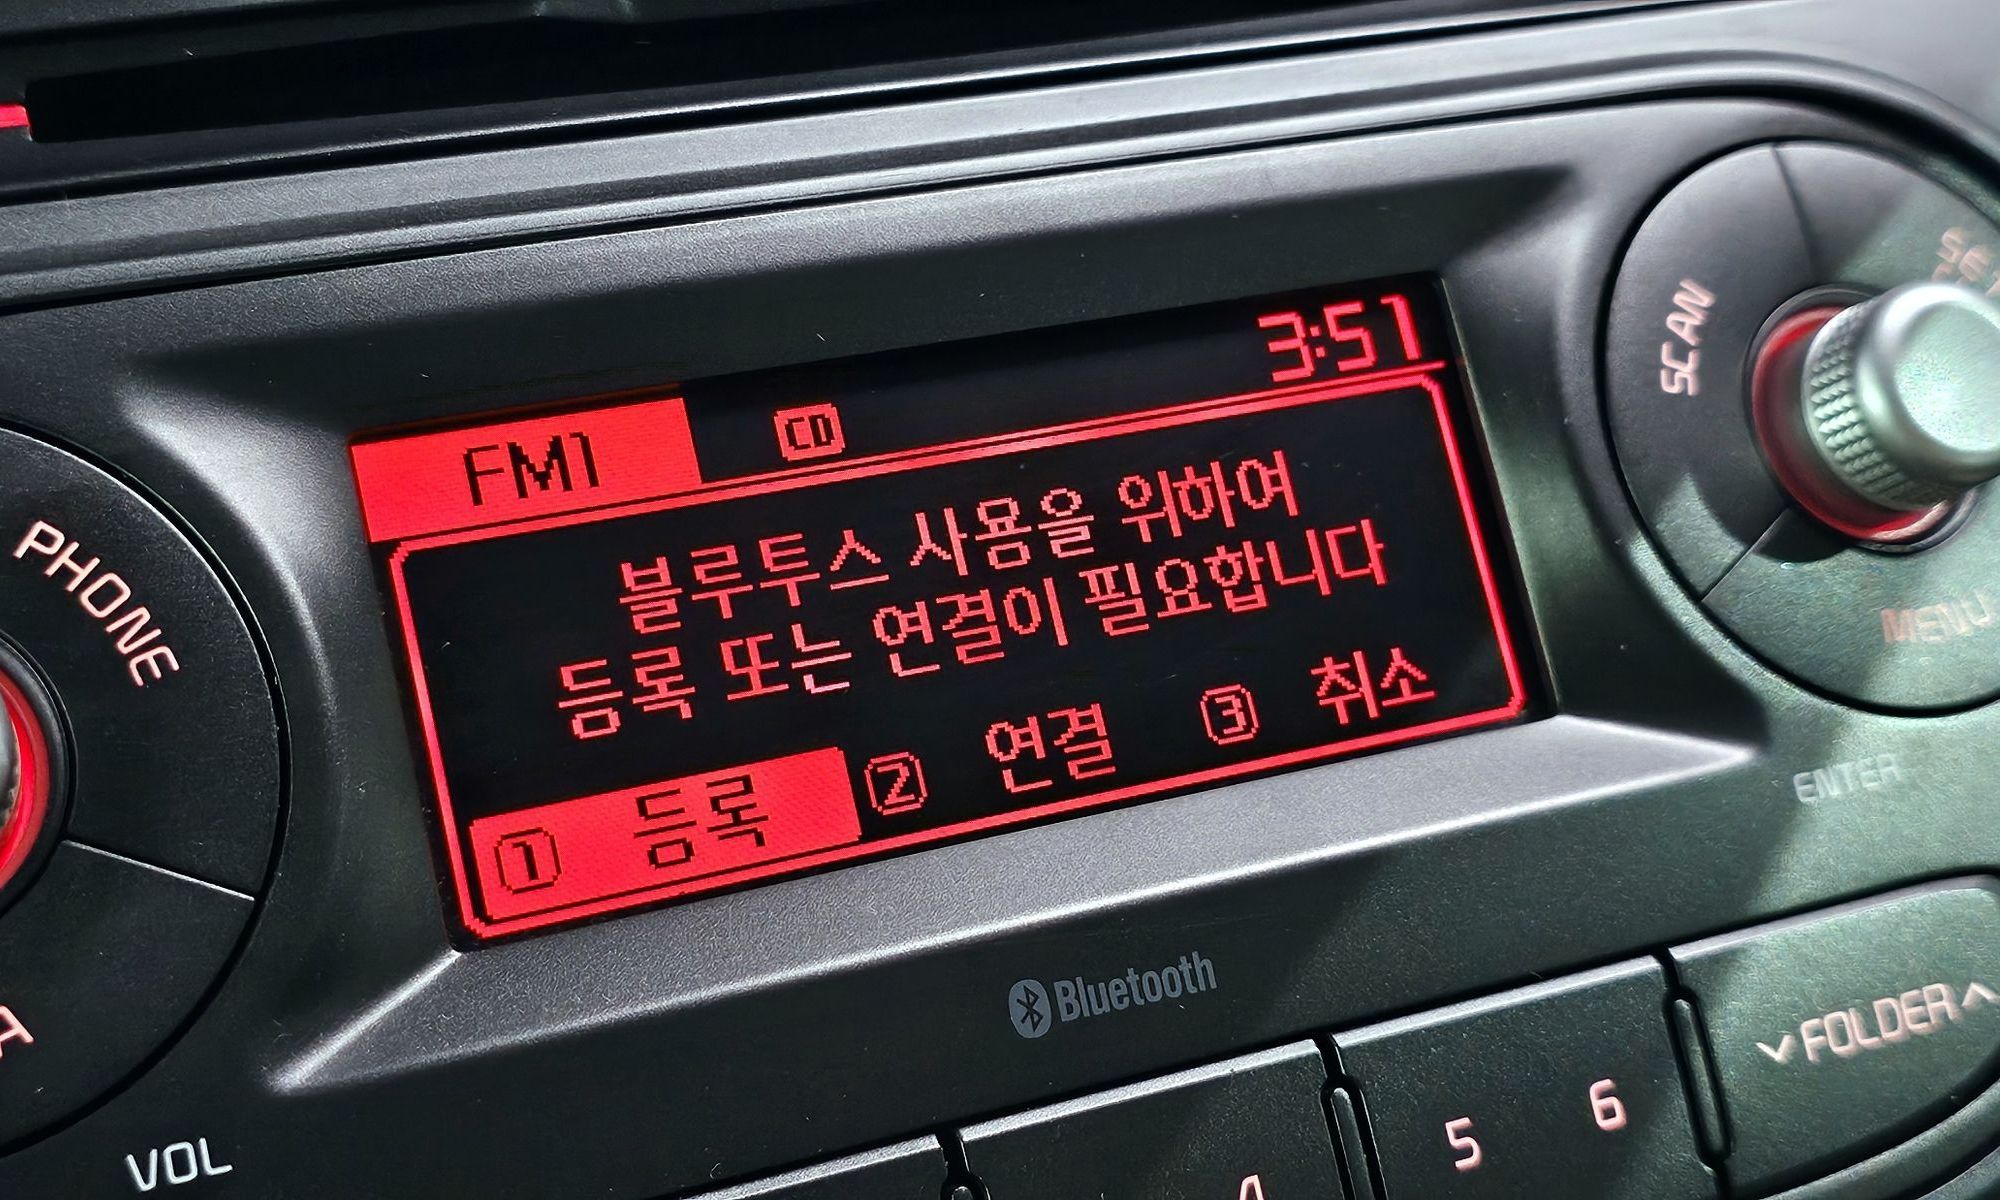 3:51
FM1 CD
블루투스 사용을 위하여
등록 또는 연결이 필요합니다
1 등록 2 연결 3 취소
PHONE
SCAN
MENU
ENTER
Bluetooth
FOLDER
VOL
4
5 6